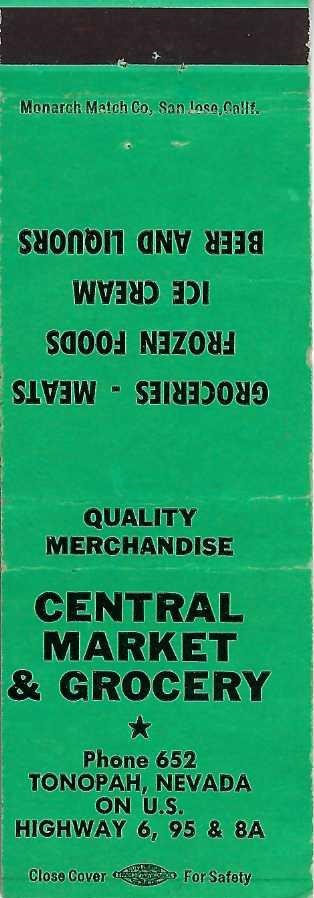 Monarch Match Co., San Jose, Calif.
GROCERIES - MEATS
FROZEN FOODS
ICE CREAM
BEER AND LIQUORS
QUALITY
MERCHANDISE
CENTRAL
MARKET
& GROCERY
Phone 652
TONOPAH, NEVADA
ON U.S.
HIGHWAY 6, 95 & 8A
Close Cover For Safety